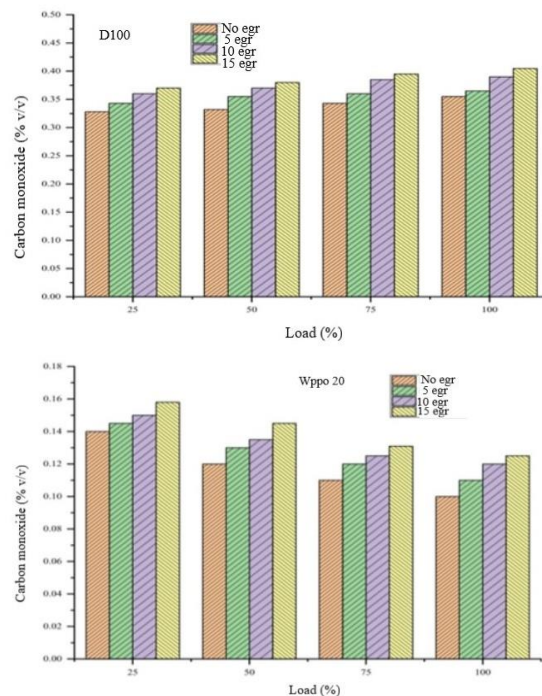 D100
No egr
5 egr
10 egr
15 egr
Carbon monoxide (% v/v)
0.50
0.45
0.40
0.35
0.30
0.25
0.20
0.15
0.10
0.05
0.00
25 50 75 100
Load (%)
Wppo 20
No egr
5 egr
10 egr
15 egr
Carbon monoxide (% v/v)
0.18
0.16
0.14
0.12
0.10
0.08
0.06
0.04
0.02
0.00
25 50 75 100
Load (%)